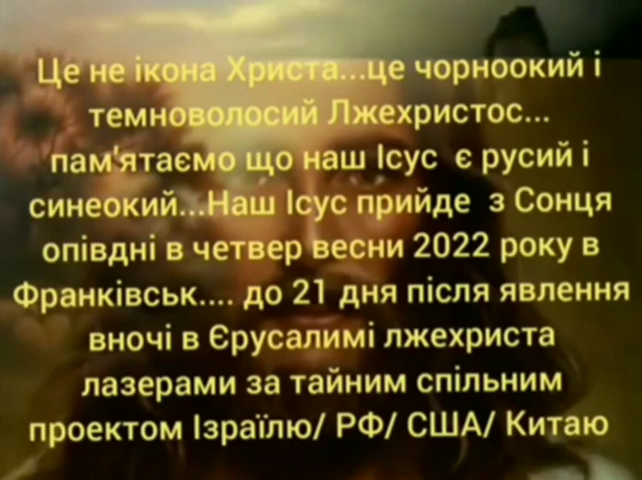 Це не ікона Христа...це чорноокий і
темноволосий Лжехристос...
пам'ятаємо що наш Ісус є русий і
синеокий...Наш Ісус прийде з Сонця
опівдні в четвер весни 2022 року в
Франківськ.... до 21 дня після явлення
вночі в Єрусалимі лжехриста
лазерами за тайним спільним
проектом Ізраїлю/ РФ/ США/ Китаю